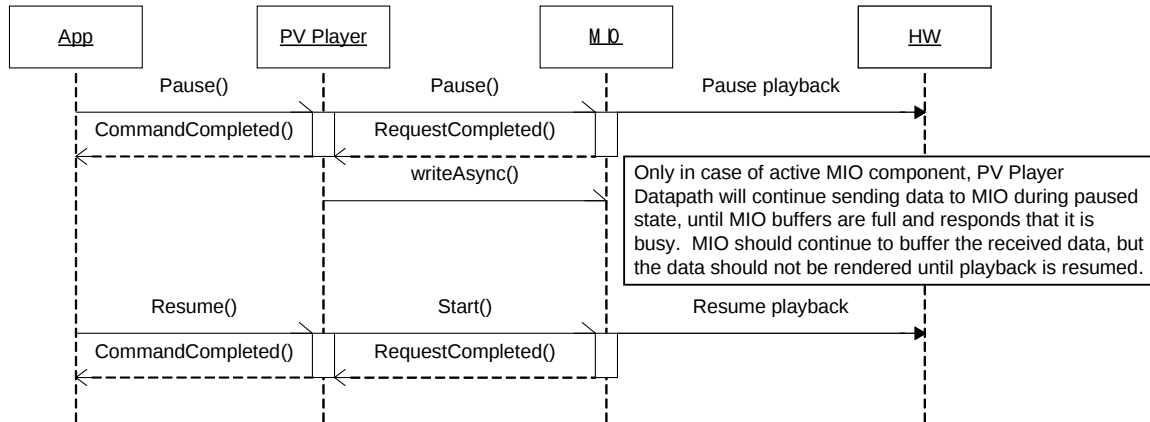 App PV Player MIO HW
Pause() Pause() Pause playback
CommandCompleted() RequestCompleted()
writeAsync()
Only in case of active MIO component, PV Player
Datapath will continue sending data to MIO during paused
state, until MIO buffers are full and responds that it is
busy.  MIO should continue to buffer the received data, but
the data should not be rendered until playback is resumed.
Resume() Start() Resume playback
CommandCompleted() RequestCompleted()